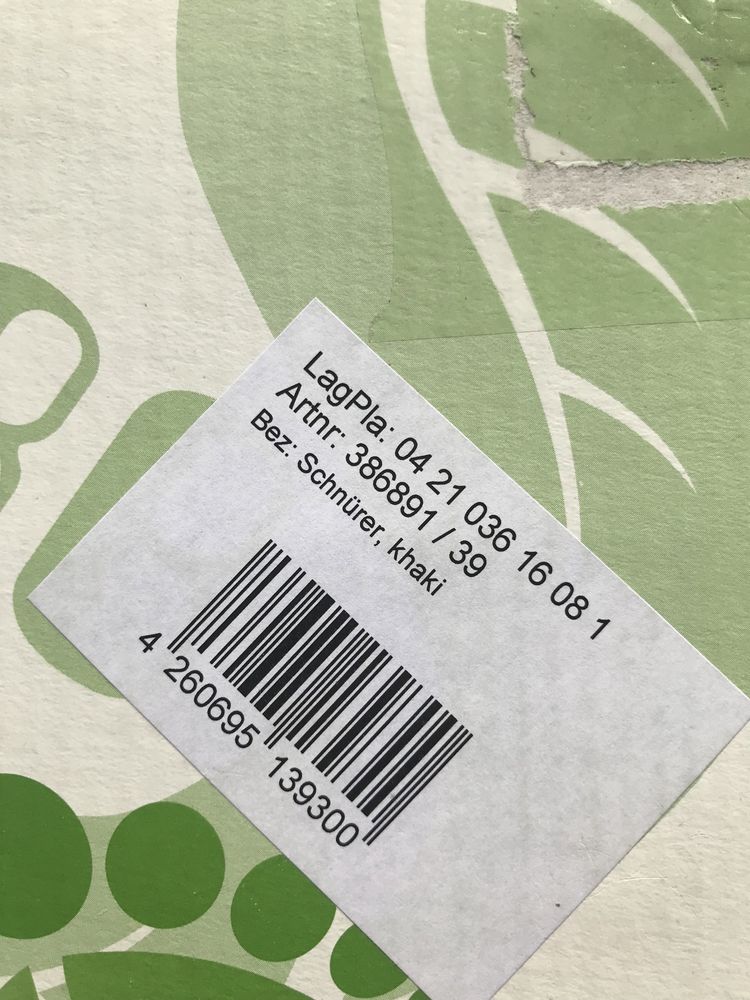 LagPla: 04 21 036 16 08 1
Artnr: 386891 / 39
Bez: Schnürer, khaki
4 260695 139300